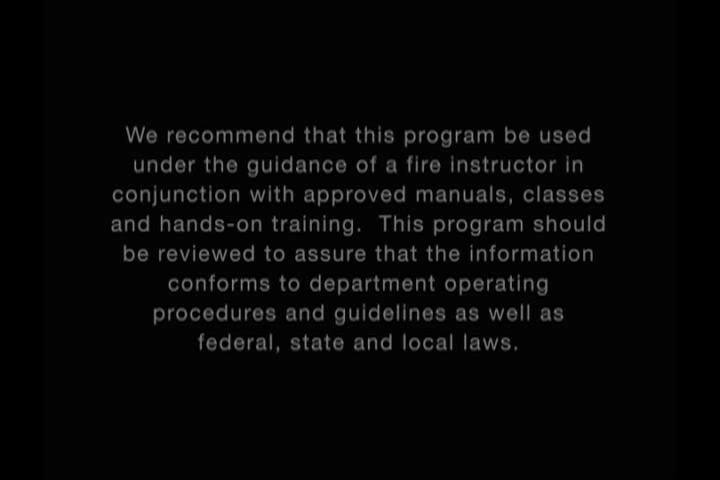 We recommend that this program be used
under the guidance of a fire instructor in
conjunction with approved manuals, classes
and hands-on training.  This program should
be reviewed to assure that the information
conforms to department operating
procedures and guidelines as well as
federal, state and local laws.